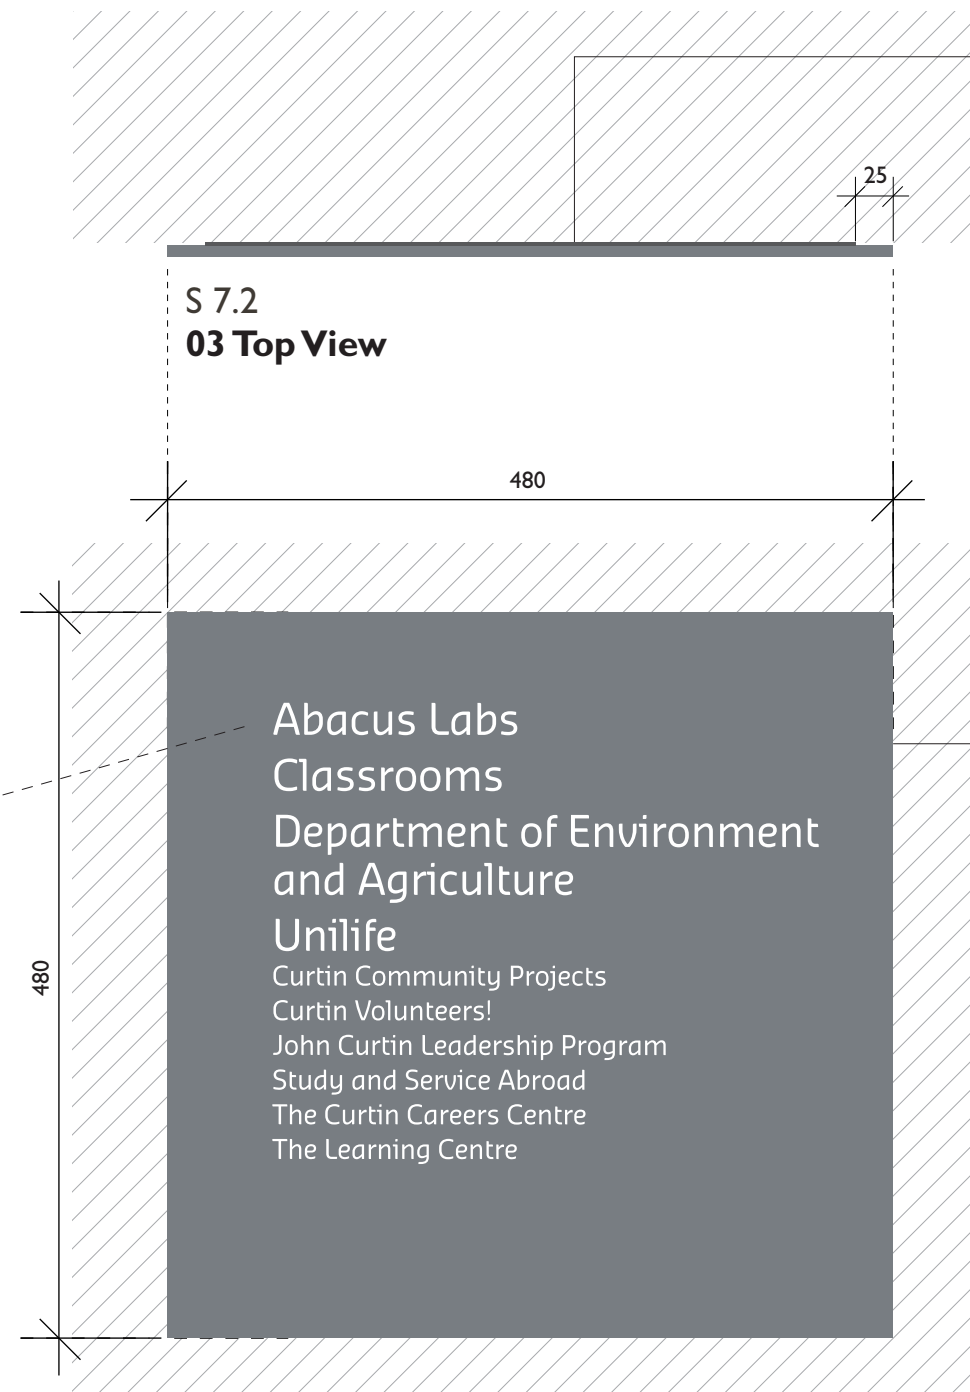 25
S 7.2
03 Top View
480
Abacus Labs
Classrooms
Department of Environment
and Agriculture
Unilife
480
Curtin Community Projects
Curtin Volunteers!
John Curtin Leadership Program
Study and Service Abroad
The Curtin Careers Centre
The Learning Centre